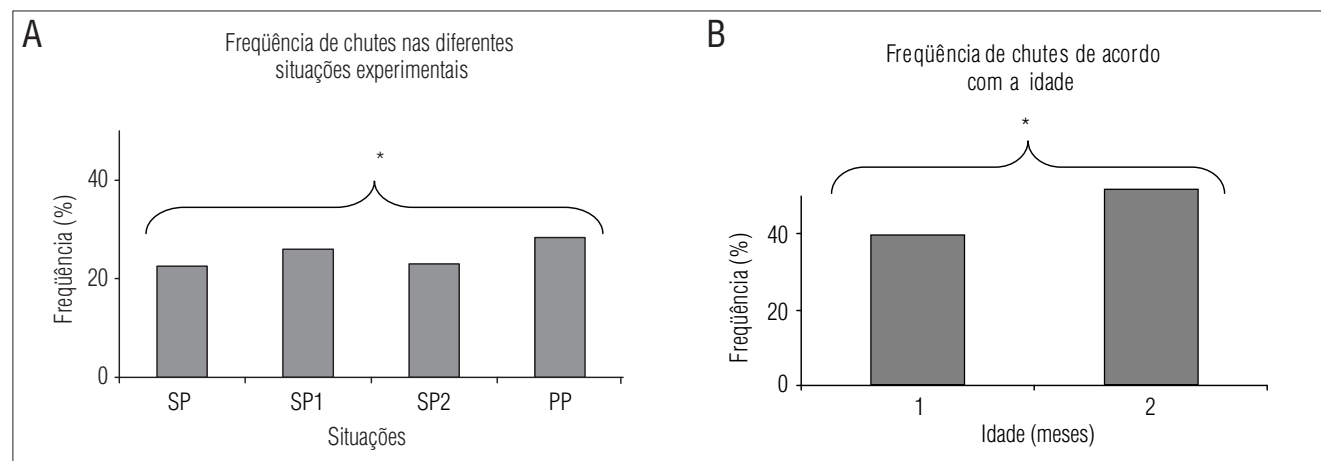 A
Freqüência de chutes nas diferentes
situações experimentais
*
40
20
0
Freqüência (%)
SP SP1 SP2 PP
Situações
B
Freqüência de chutes de acordo
com a idade
*
40
20
0
Freqüência (%)
1 2
Idade (meses)